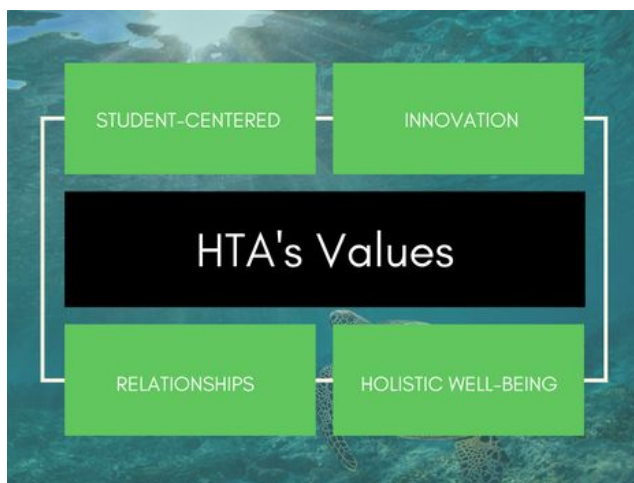 STUDENT-CENTERED
INNOVATION
HTA's Values
RELATIONSHIPS
HOLISTIC WELL-BEING